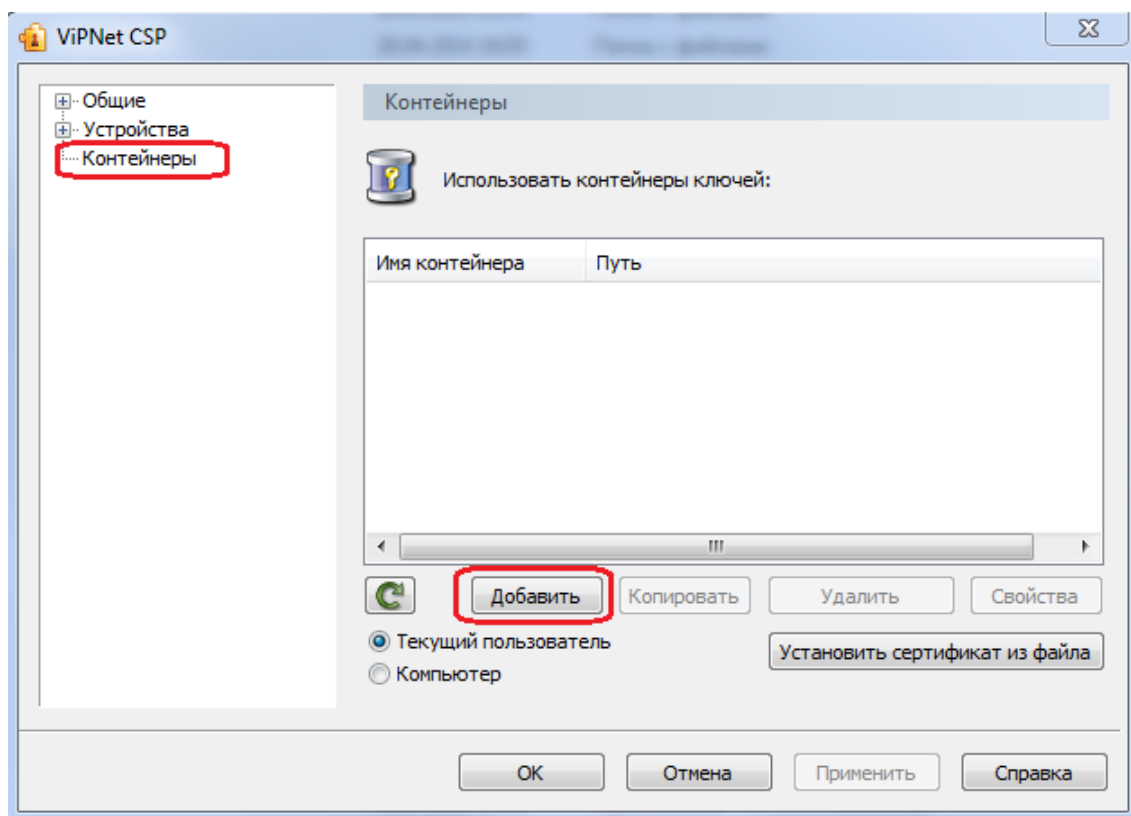 ViPNet CSP
Общие
Устройства
Контейнеры
Контейнеры
Использовать контейнеры ключей:
Имя контейнера Путь
Добавить Копировать Удалить Свойства
Текущий пользователь
Установить сертификат из файла
Компьютер
OK Отмена Применить Справка